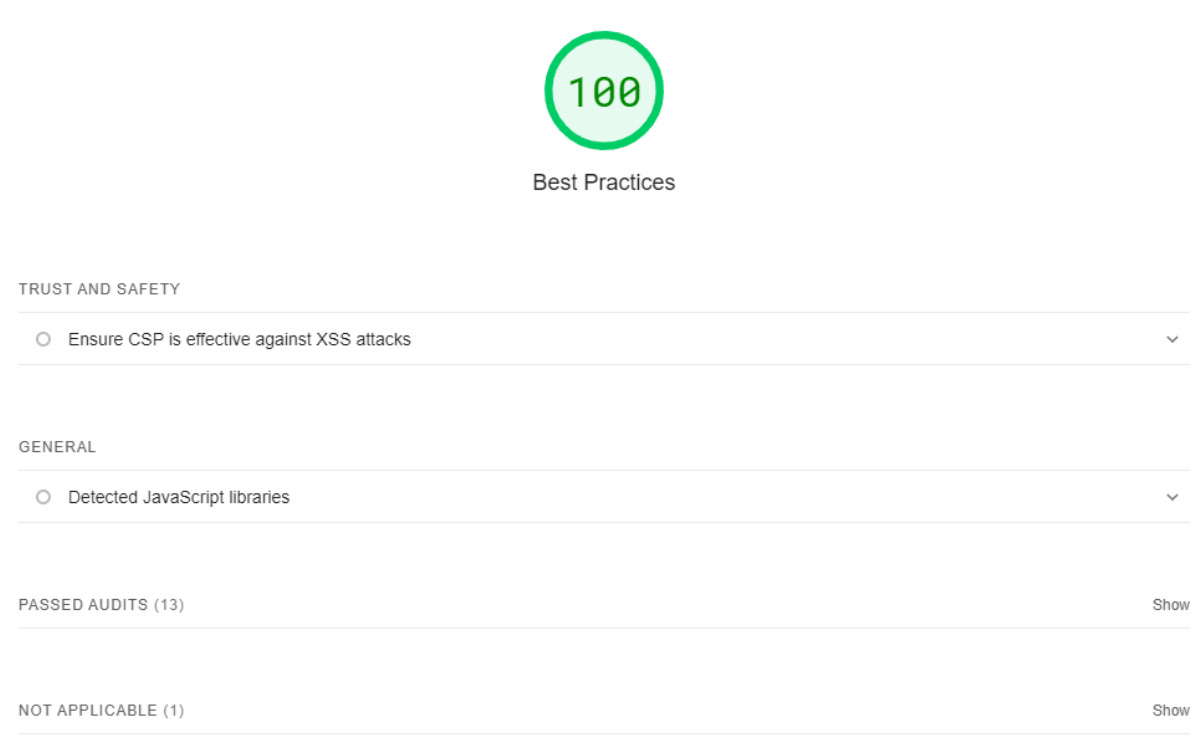 100
Best Practices
TRUST AND SAFETY
Ensure CSP is effective against XSS attacks
GENERAL
Detected JavaScript libraries
PASSED AUDITS (13) Show
NOT APPLICABLE (1) Show